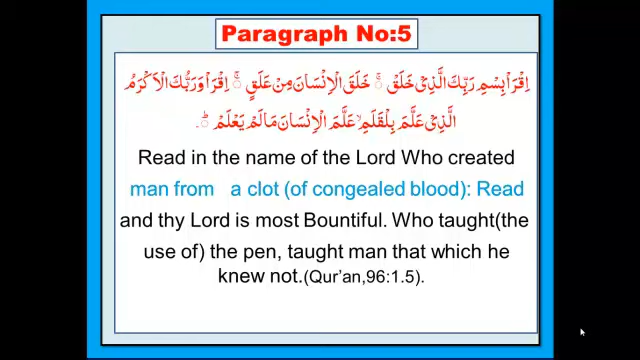 Paragraph No:5
اِقْرَاْ بِسْمِ رَبِّكَ الَّذِیْ خَلَقَ ۚ خَلَقَ الْاِنْسَانَ مِنْ عَلَقٍ ۚ اِقْرَاْ وَرَبُّكَ الْاَكْرَمُ
الَّذِیْ عَلَّمَ بِلْقَلَمِ ۙ عَلَّمَ الْاِنْسَانَ مَالَمْ یَعْلَمْ ؕ.
Read in the name of the Lord Who created
man from a clot (of congealed blood): Read
and thy Lord is most Bountiful. Who taught(the
use of) the pen, taught man that which he
knew not.(Qur’an,96:1.5).